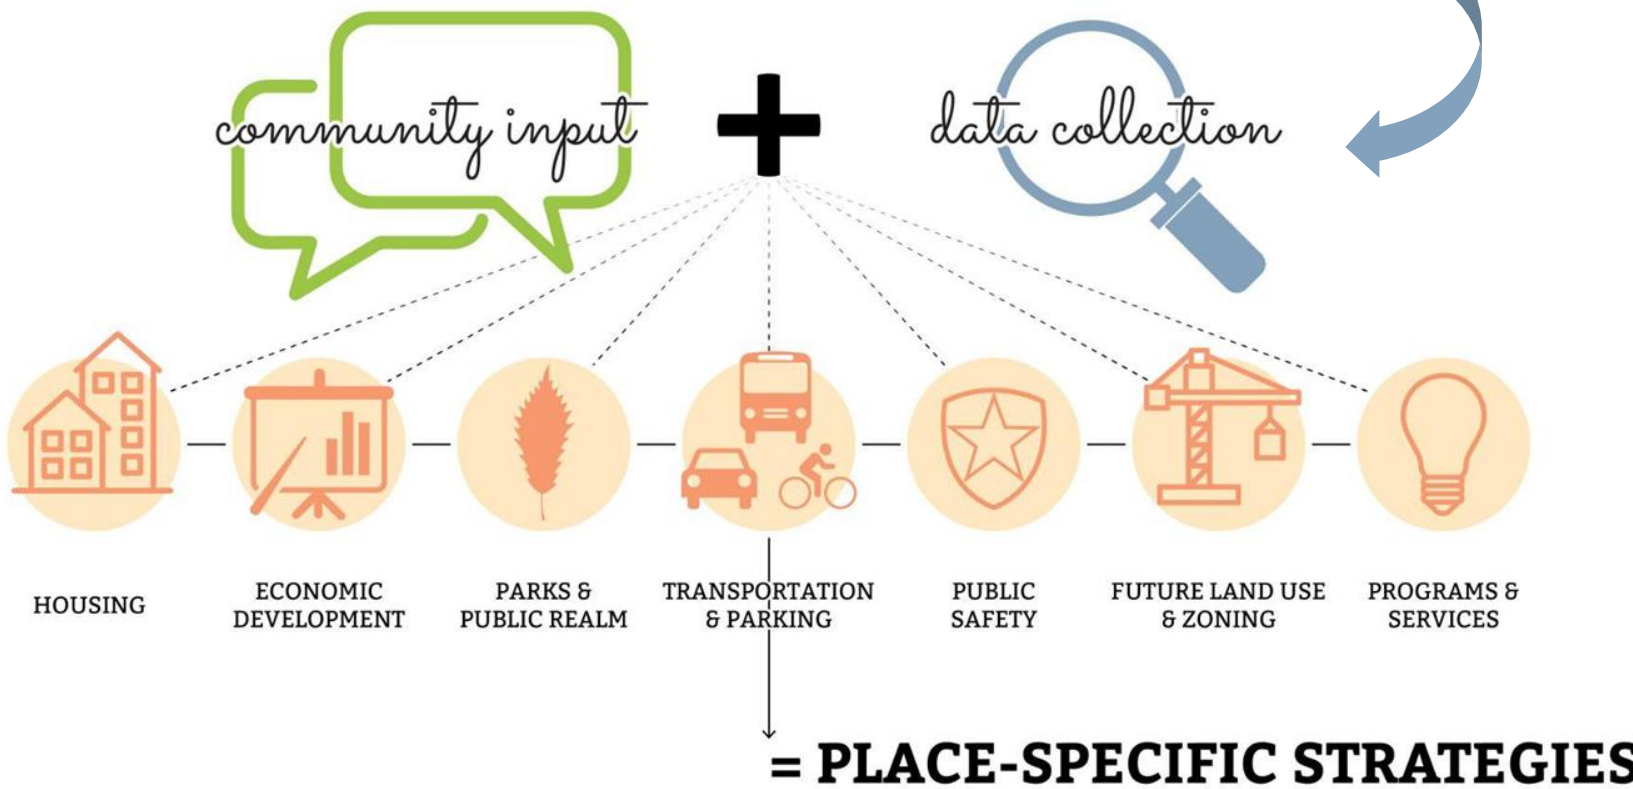 community input + data collection
HOUSING
ECONOMIC
DEVELOPMENT
PARKS &
PUBLIC REALM
TRANSPORTATION
& PARKING
PUBLIC
SAFETY
FUTURE LAND USE
& ZONING
PROGRAMS &
SERVICES
= PLACE-SPECIFIC STRATEGIES